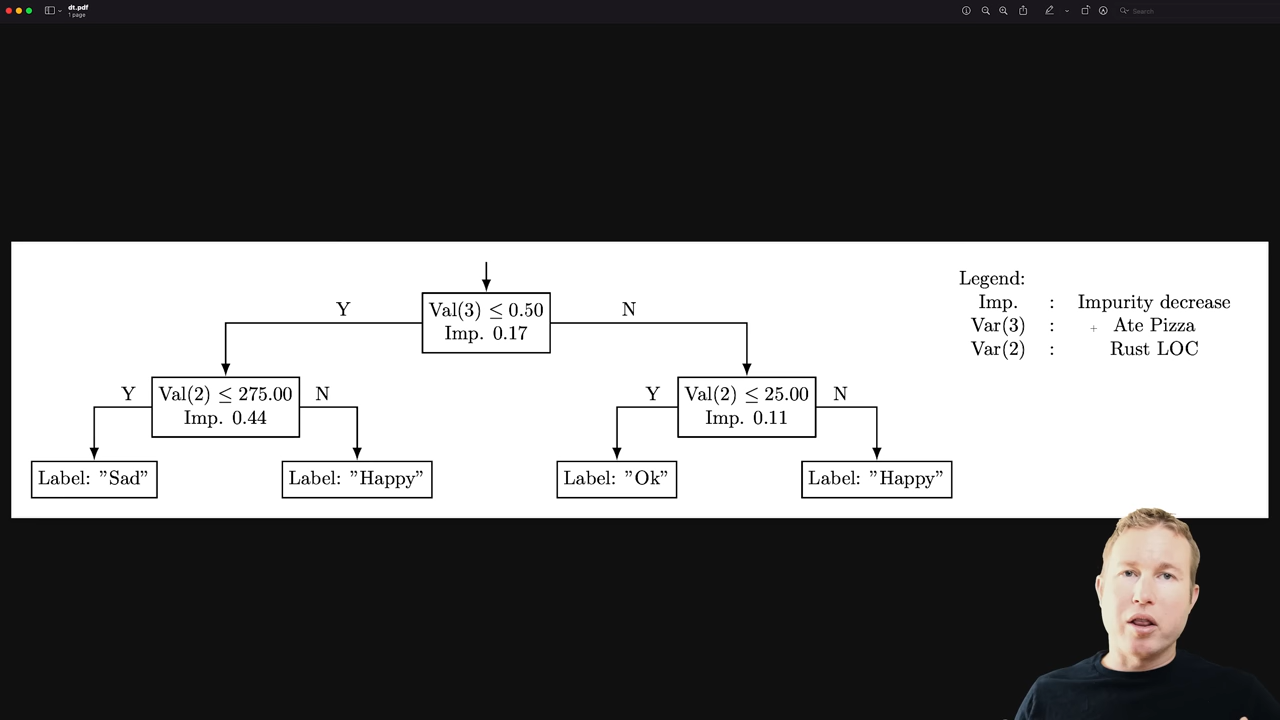 dt.pdf
1 page
Search
Val(3) ≤ 0.50
Imp. 0.17
Y
N
Val(2) ≤ 275.00
Imp. 0.44
Y
N
Val(2) ≤ 25.00
Imp. 0.11
Y
N
Label: ”Sad”
Label: ”Happy”
Label: ”Ok”
Label: ”Happy”
Legend:
Imp. : Impurity decrease
Var(3) : Ate Pizza
Var(2) : Rust LOC